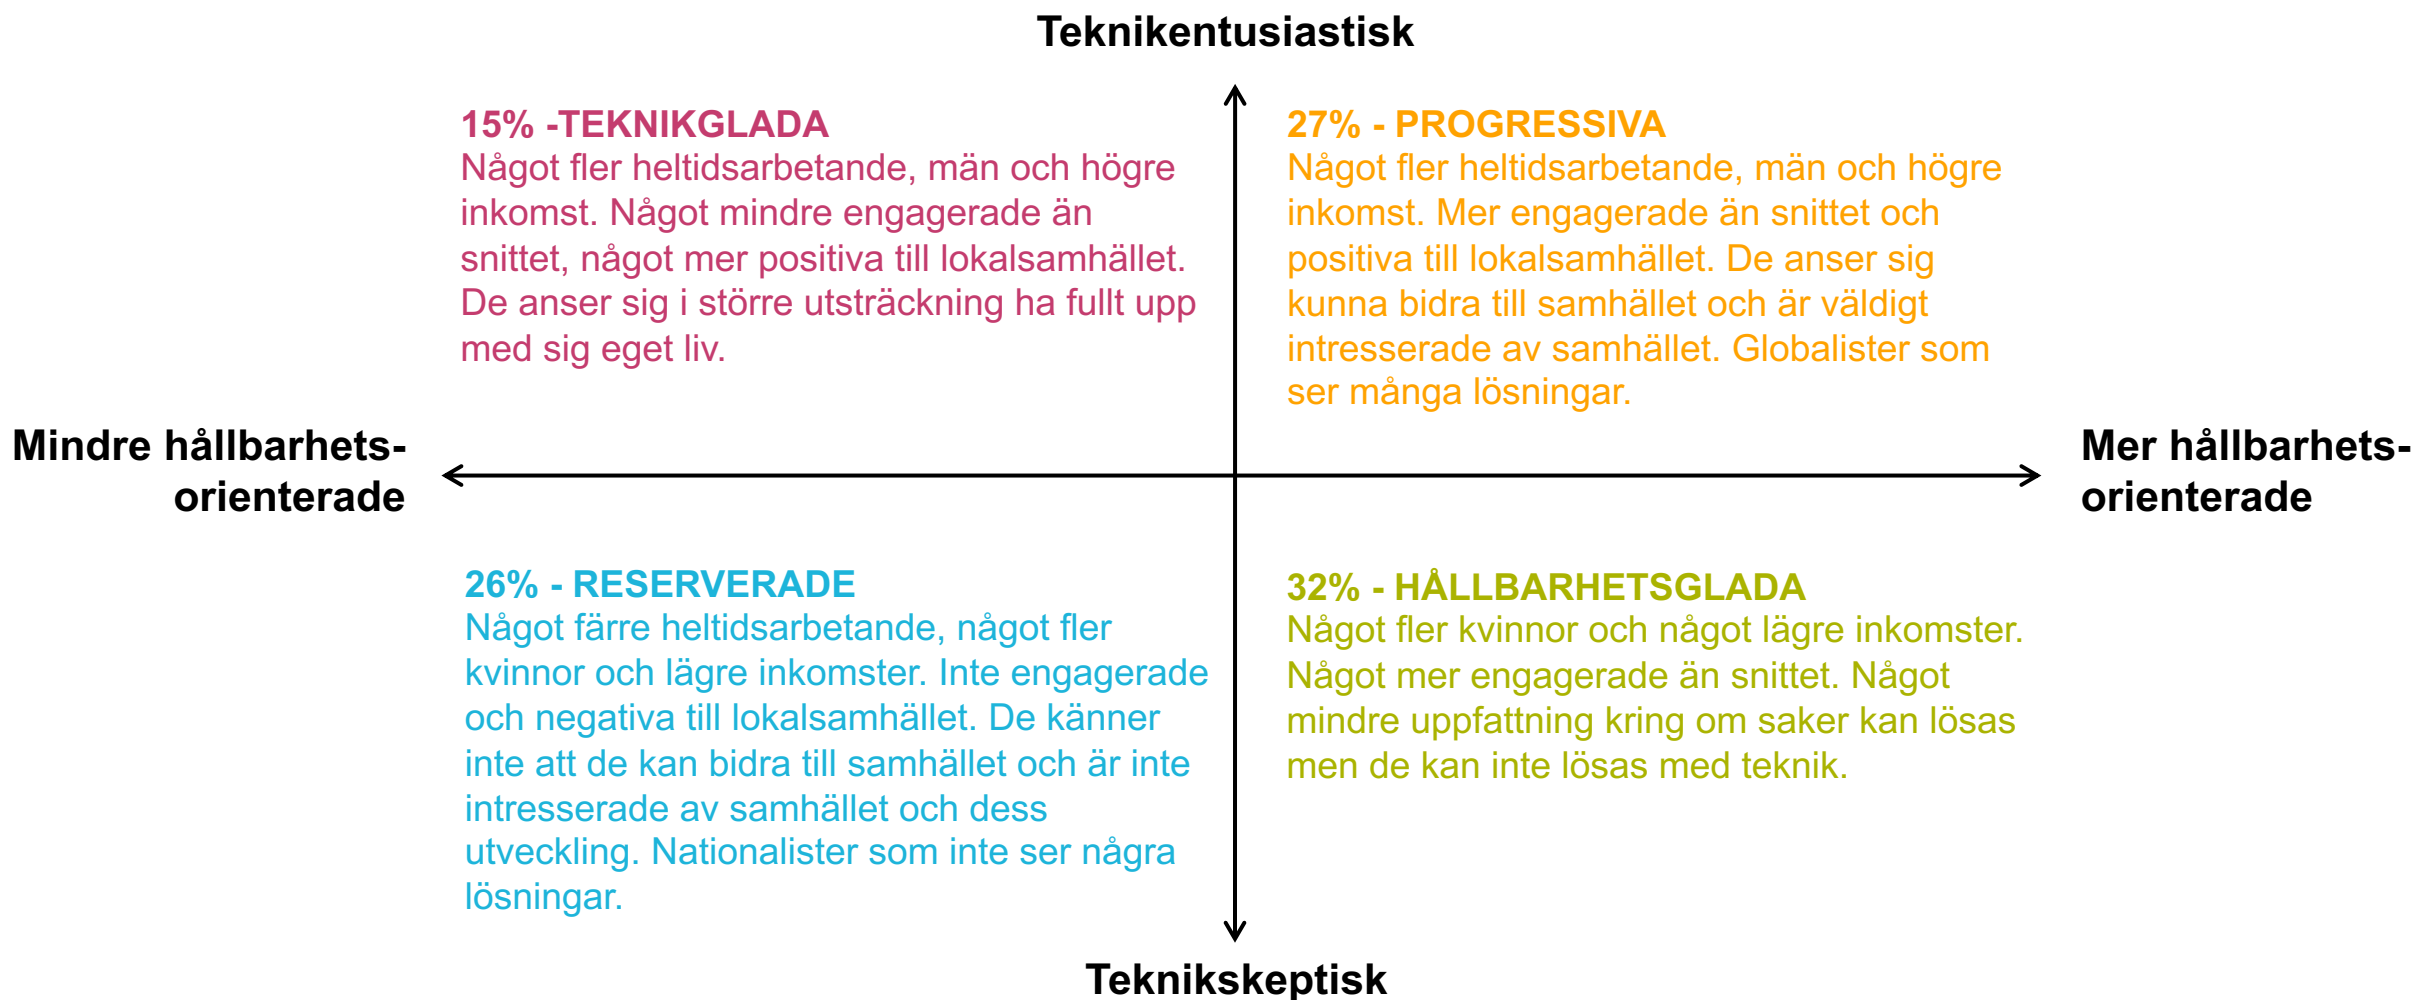 Teknikentusiastisk
15% -TEKNIKGLADA
Något fler heltidsarbetande, män och högre
inkomst. Något mindre engagerade än
snittet, något mer positiva till lokalsamhället.
De anser sig i större utsträckning ha fullt upp
med sig eget liv.
27% - PROGRESSIVA
Något fler heltidsarbetande, män och högre
inkomst. Mer engagerade än snittet och
positiva till lokalsamhället. De anser sig
kunna bidra till samhället och är väldigt
intresserade av samhället. Globalister som
ser många lösningar.
Mindre hållbarhets-
orienterade
Mer hållbarhets-
orienterade
26% - RESERVERADE
Något färre heltidsarbetande, något fler
kvinnor och lägre inkomster. Inte engagerade
och negativa till lokalsamhället. De känner
inte att de kan bidra till samhället och är inte
intresserade av samhället och dess
utveckling. Nationalister som inte ser några
lösningar.
32% - HÅLLBARHETSGLADA
Något fler kvinnor och något lägre inkomster.
Något mer engagerade än snittet. Något
mindre uppfattning kring om saker kan lösas
men de kan inte lösas med teknik.
Teknikskeptisk